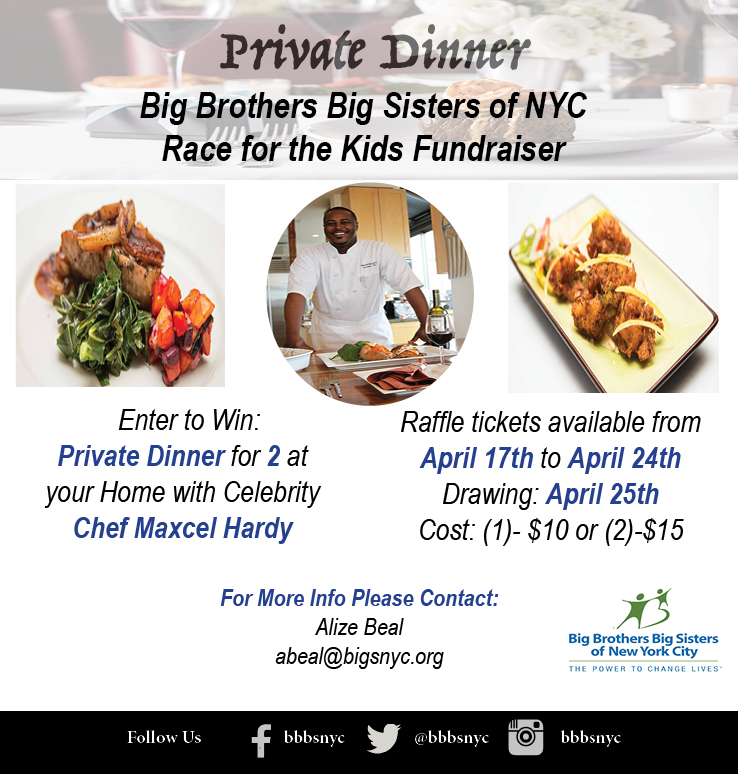 Private Dinner
Big Brothers Big Sisters of NYC
Race for the Kids Fundraiser
Enter to Win:
Private Dinner for 2 at
your Home with Celebrity
Chef Maxcel Hardy
Raffle tickets available from
April 17th to April 24th
Drawing: April 25th
Cost: (1)- $10 or (2)-$15
For More Info Please Contact:
Alize Beal
abeal@bigsnyc.org
Big Brothers Big Sisters
of New York City
THE POWER TO CHANGE LIVES
Follow Us
bbbsnyc
@bbbsnyc
bbbsnyc